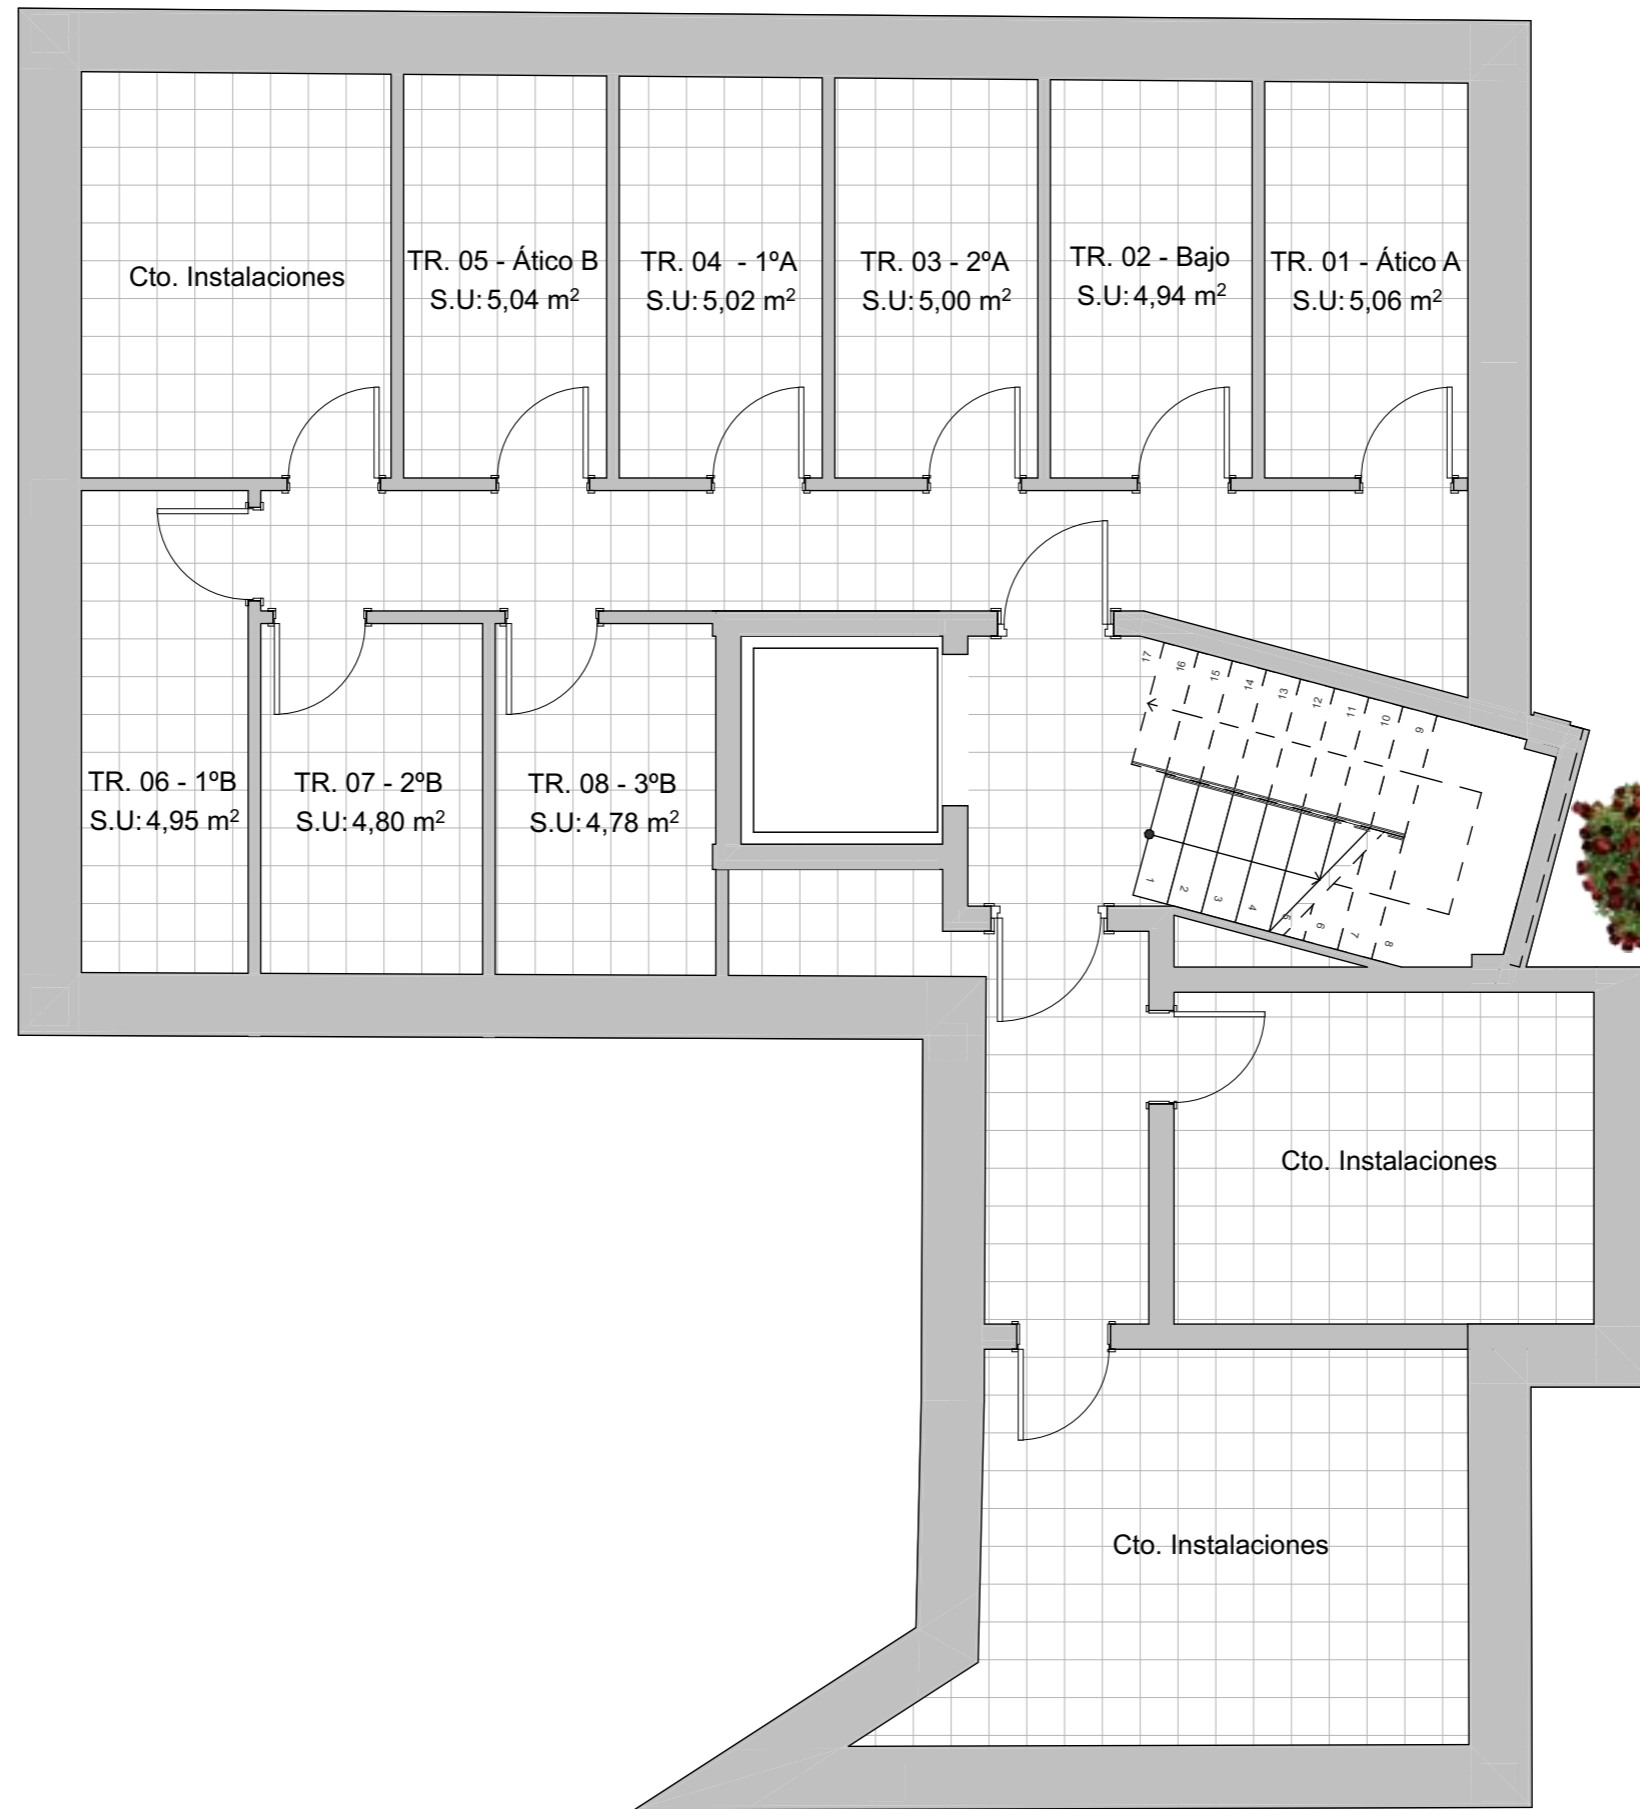 Cto. Instalaciones
TR. 05 - Ático B
S.U: 5,04 m²
TR. 04 - 1ºA
S.U: 5,02 m²
TR. 03 - 2ºA
S.U: 5,00 m²
TR. 02 - Bajo
S.U: 4,94 m²
TR. 01 - Ático A
S.U: 5,06 m²
17
16
15
14
13
12
11
10
9
TR. 06 - 1ºB
S.U: 4,95 m²
TR. 07 - 2ºB
S.U: 4,80 m²
TR. 08 - 3ºB
S.U: 4,78 m²
1
2
3
4
5
6
7
8
Cto. Instalaciones
Cto. Instalaciones